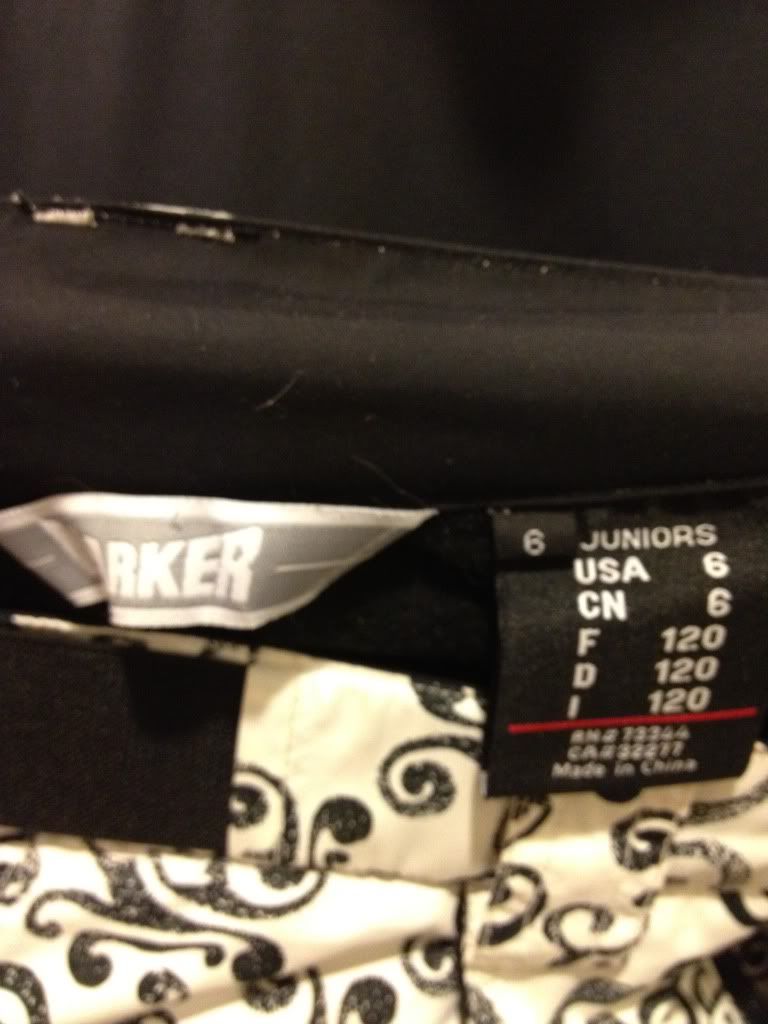 RKER
6 JUNIORS
USA 6
CN 6
F 120
D 120
I 120
Made in China